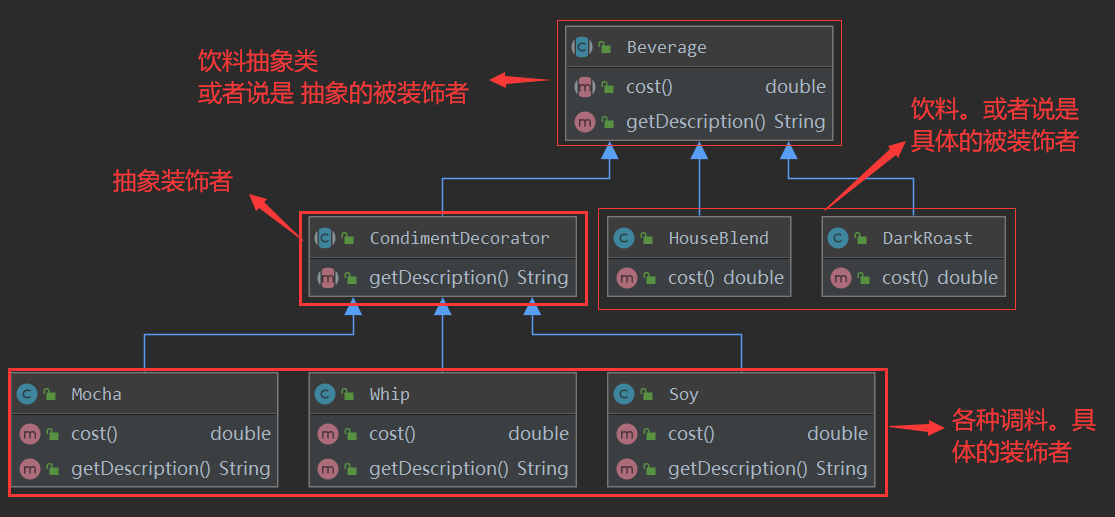 Beverage
cost() double
getDescription() String
饮料抽象类
或者说是 抽象的被装饰者
饮料。或者说是
具体的被装饰者
抽象装饰者
CondimentDecorator
getDescription() String
HouseBlend
cost() double
DarkRoast
cost() double
Mocha
cost() double
getDescription() String
Whip
cost() double
getDescription() String
Soy
cost() double
getDescription() String
各种调料。具
体的装饰者